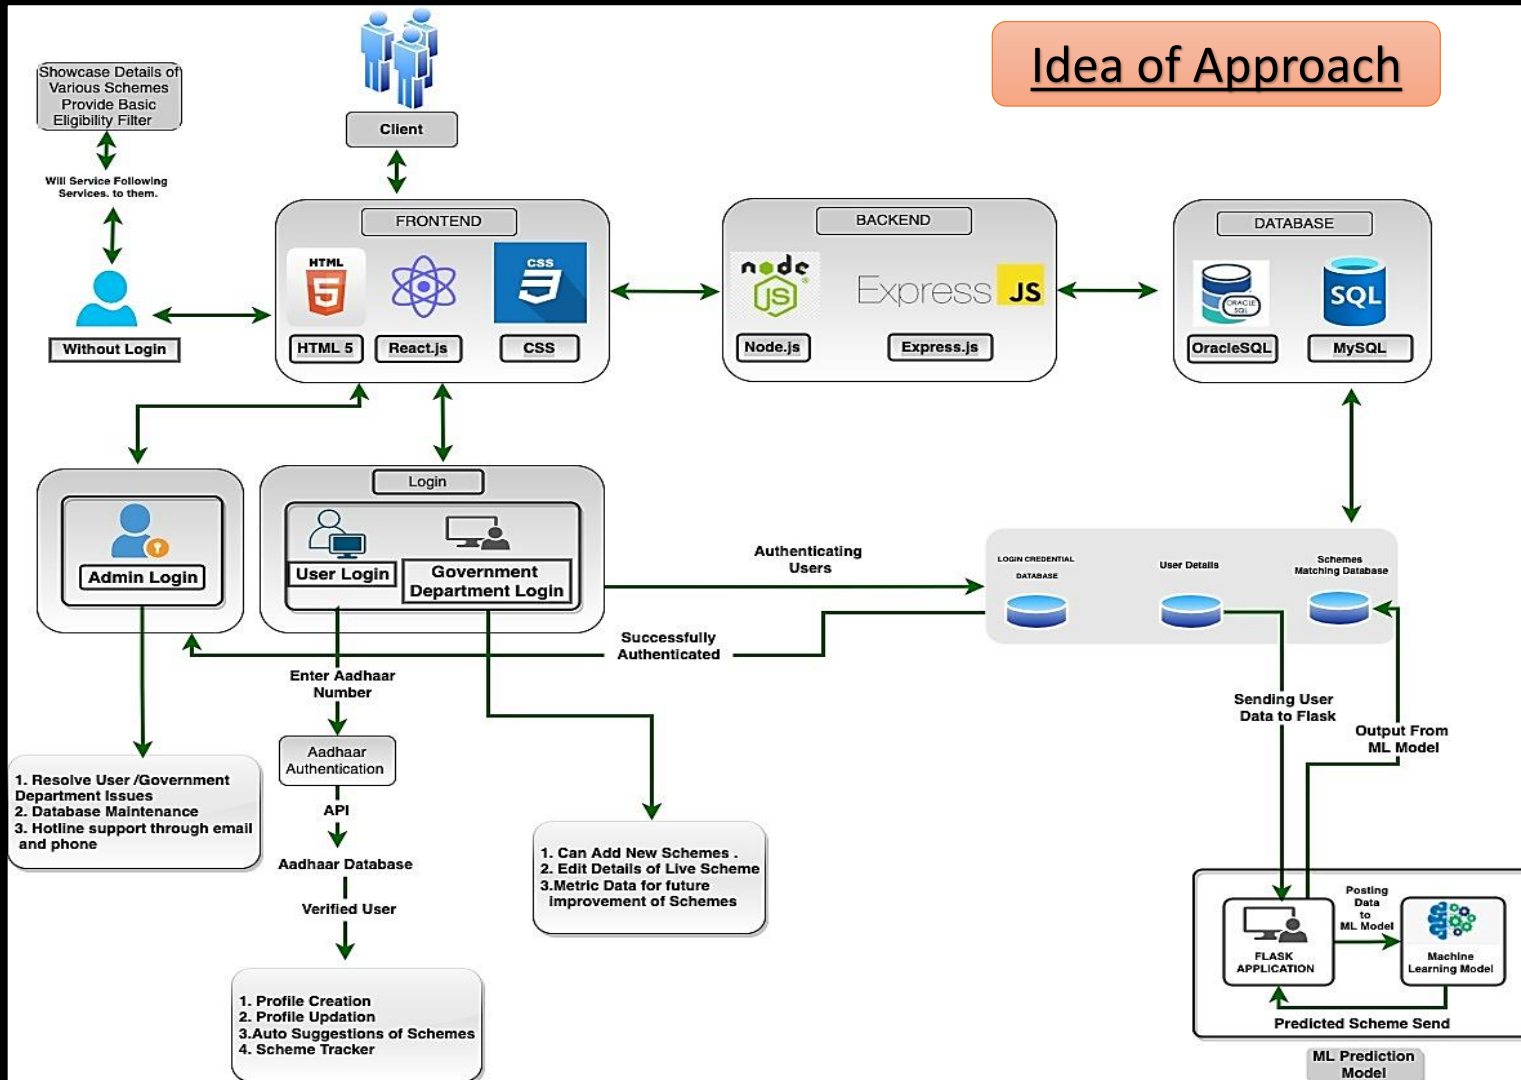 Idea of Approach
Showcase Details of
Various Schemes
Provide Basic
Eligibility Filter
Client
Will Service Following
Services. to them.
Without Login
FRONTEND
HTML
5
CSS
3
HTML 5
React.js
CSS
BACKEND
node
JS
Express
JS
Node.js
Express.js
DATABASE
ORACLE
SQL
SQL
OracleSQL
MySQL
Admin Login
Login
User Login
Government
Department Login
Authenticating
Users
Successfully
Authenticated
LOGIN CREDENTIAL
DATABASE
User Details
Schemes
Matching Database
Enter Aadhaar
Number
Aadhaar
Authentication
API
Aadhaar Database
Verified User
Sending User
Data to Flask
Output From
ML Model
1. Resolve User /Government
Department Issues
2. Database Maintenance
3. Hotline support through email
and phone
1. Can Add New Schemes .
2. Edit Details of Live Scheme
3.Metric Data for future
improvement of Schemes
1. Profile Creation
2. Profile Updation
3.Auto Suggestions of Schemes
4. Scheme Tracker
FLASK
APPLICATION
Posting
Data
to
ML Model
Machine
Learning Model
Predicted Scheme Send
ML Prediction
Model